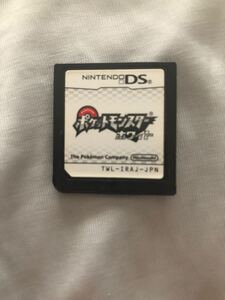 NINTENDO DS™
ポケットモンスター®
ホワイト
The Pokémon Company
Nintendo®
TWL-IRAJ-JPN